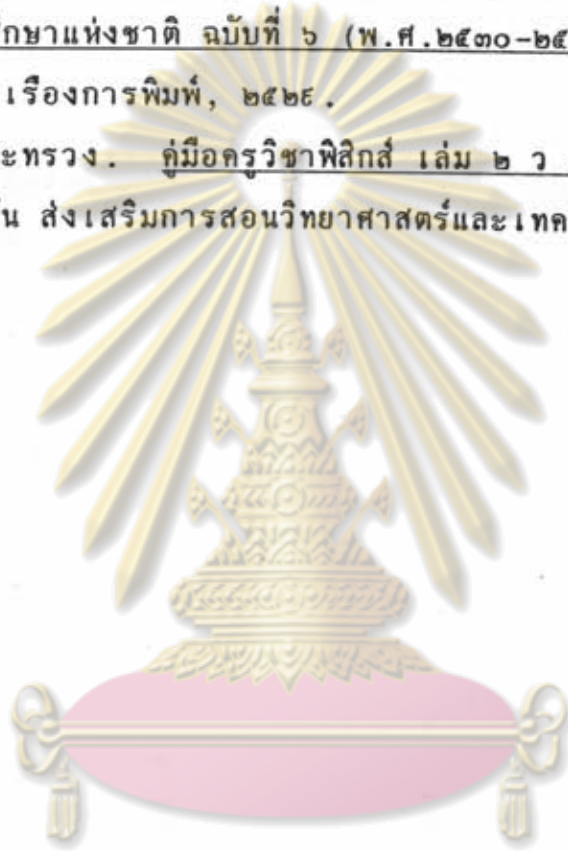 กษาแห่งชาติ ฉบับที่ ๖ (พ.ศ.๒๕๓๐-๒๕
เรืองการพิมพ์, ๒๕๒๙.
ะทรวง. คู่มือครูวิชาฟิสิกส์ เล่ม ๒ ว
น ส่งเสริมการสอนวิทยาศาสตร์และเทค